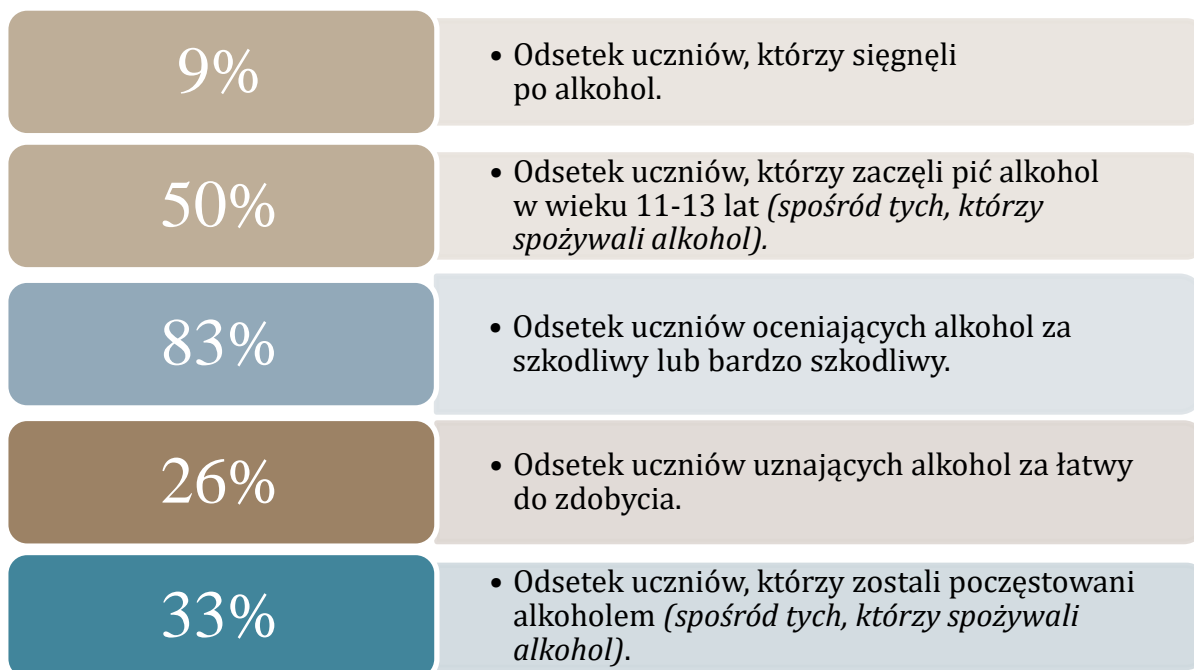 9%
• Odsetek uczniów, którzy sięgnęli
po alkohol.
50%
• Odsetek uczniów, którzy zaczęli pić alkohol
w wieku 11-13 lat (spośród tych, którzy
spożywali alkohol).
83%
• Odsetek uczniów oceniających alkohol za
szkodliwy lub bardzo szkodliwy.
26%
• Odsetek uczniów uznających alkohol za łatwy
do zdobycia.
33%
• Odsetek uczniów, którzy zostali poczęstowani
alkoholem (spośród tych, którzy spożywali
alkohol).